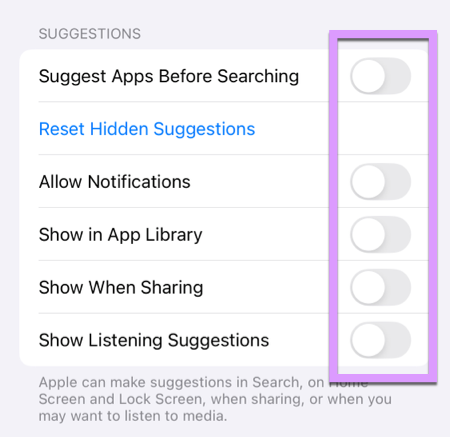 SUGGESTIONS
Suggest Apps Before Searching
Reset Hidden Suggestions
Allow Notifications
Show in App Library
Show When Sharing
Show Listening Suggestions
Apple can make suggestions in Search, on Home
Screen and Lock Screen, when sharing, or when you
may want to listen to media.